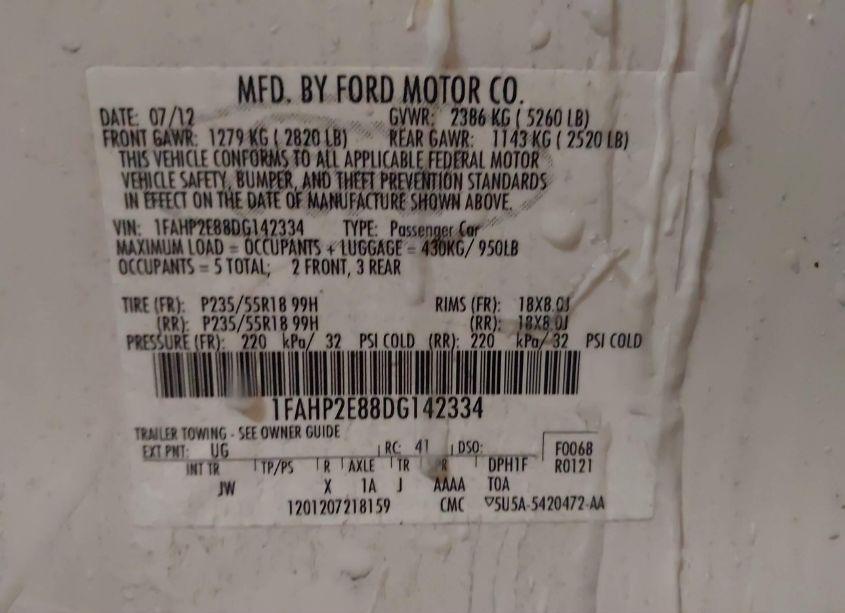 MFD. BY FORD MOTOR CO.
DATE: 07/12 GVWR: 2386 KG ( 5260 LB)
FRONT GAWR: 1279 KG ( 2820 LB) REAR GAWR: 1143 KG ( 2520 LB)
THIS VEHICLE CONFORMS TO ALL APPLICABLE FEDERAL MOTOR
VEHICLE SAFETY, BUMPER, AND THEFT PREVENTION STANDARDS
IN EFFECT ON THE DATE OF MANUFACTURE SHOWN ABOVE.
VIN: 1FAHP2E88DG142334 TYPE: Passenger Car
MAXIMUM LOAD = OCCUPANTS + LUGGAGE = 430KG/ 950LB
OCCUPANTS = 5 TOTAL; 2 FRONT, 3 REAR
TIRE (FR): P235/55R18 99H RIMS (FR): 18X8.0J
(RR): P235/55R18 99H (RR): 18X8.0J
PRESSURE (FR): 220 kPa/ 32 PSI COLD (RR): 220 kPa/ 32 PSI COLD
1FAHP2E88DG142334
TRAILER TOWING - SEE OWNER GUIDE
EXT PNT: UG RC: 41 DSO: F0068
INT TR TP/PS R AXLE TR DPH1F R0121
JW X 1A J AAAA TOA
1201207218159 CMC 5U5A-5420472-AA